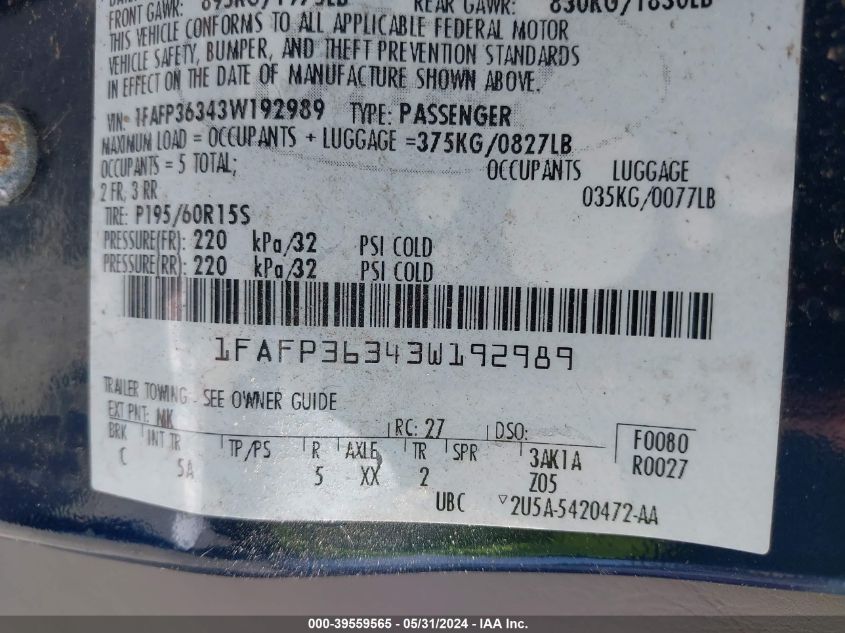 FRONT GAWR: 895KG/1973LB REAR GAWR: 830KG/1830LB
THIS VEHICLE CONFORMS TO ALL APPLICABLE FEDERAL MOTOR
VEHICLE SAFETY, BUMPER, AND THEFT PREVENTION STANDARDS
IN EFFECT ON THE DATE OF MANUFACTURE SHOWN ABOVE.
VIN: 1FAFP36343W192989 TYPE: PASSENGER
MAXIMUM LOAD = OCCUPANTS + LUGGAGE =375KG/0827LB
OCCUPANTS = 5 TOTAL; OCCUPANTS LUGGAGE
2 FR, 3 RR 035KG/0077LB
TIRE: P195/60R15S
PRESSURE(FR): 220 kPa/32 PSI COLD
PRESSURE(RR): 220 kPa/32 PSI COLD
1FAFP36343W192989
TRAILER TOWING - SEE OWNER GUIDE
EXT PNT: MK RC: 27 DSO: F0080
BRK INT TR TP/PS R AXLE TR SPR 3AK1A R0027
C 5A 5 XX 2 Z05
UBC 2U5A-5420472-AA
000-39559565 - 05/31/2024 - IAA Inc.